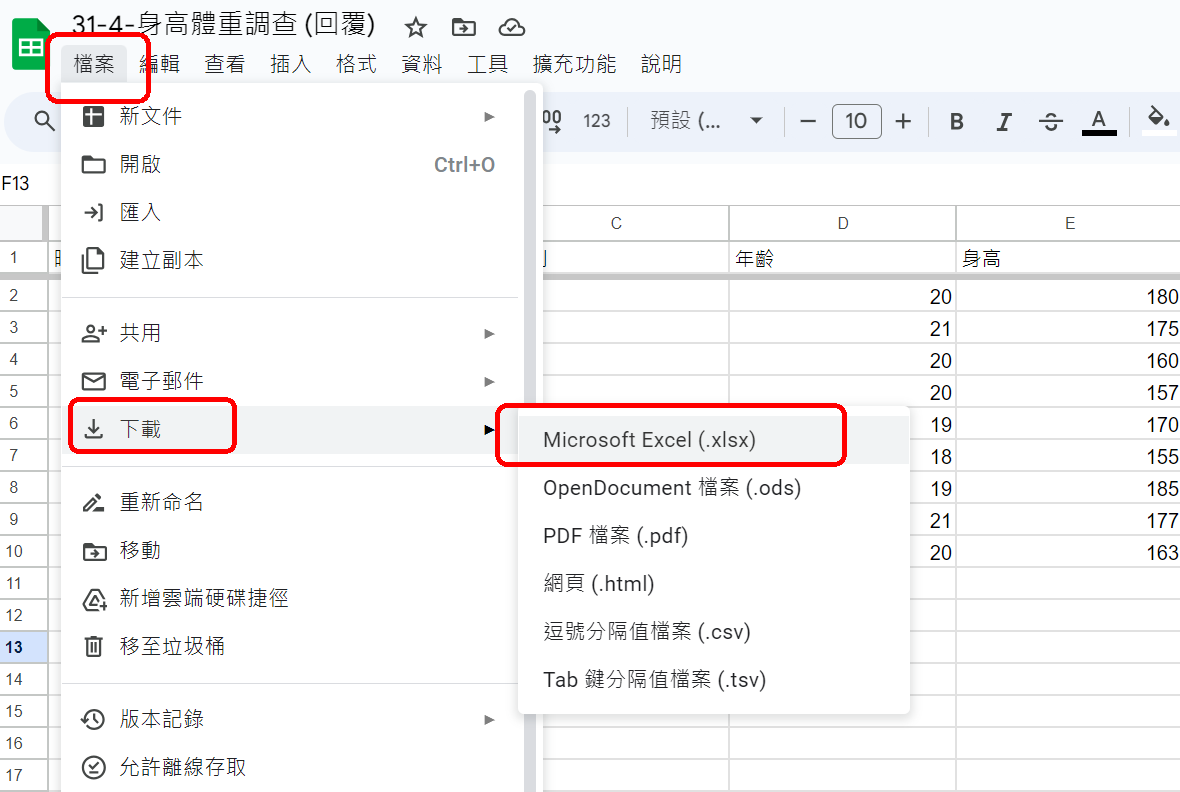 31-4-身高體重調查 (回覆)
檔案 編輯 查看 插入 格式 資料 工具 擴充功能 說明
新文件
00 123 預設 (... 10 B I S A
開啟 Ctrl+O
F13
匯入
C D E
建立副本
1 年齡 身高
2 20 180
3 共用 21 175
4 20 160
5 電子郵件 20 157
6 下載 19 170
Microsoft Excel (.xlsx)
7 18 155
8 OpenDocument 檔案 (.ods) 19 185
重新命名
9 PDF 檔案 (.pdf) 21 177
10 移動 20 163
11 網頁 (.html)
新增雲端硬碟捷徑
12
逗號分隔值檔案 (.csv)
13 移至垃圾桶
14 Tab 鍵分隔值檔案 (.tsv)
15 版本記錄
16
17 允許離線存取